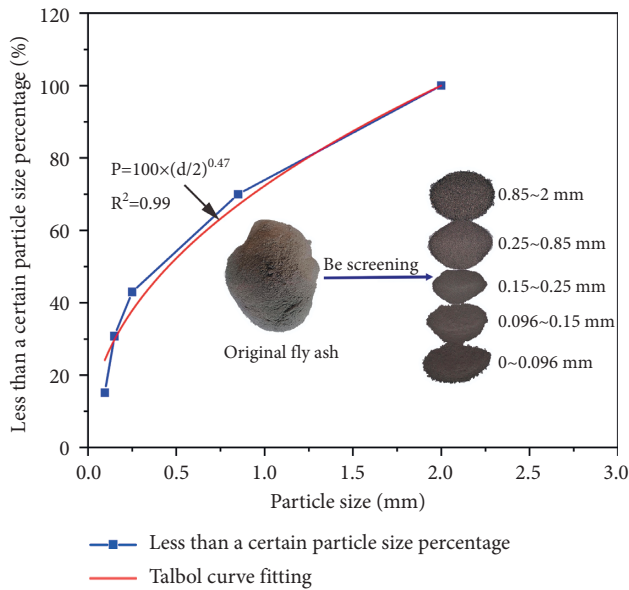 Less than a certain particle size percentage (%)
120
100
80
60
40
20
0
P=100×(d/2)^0.47
R²=0.99
Be screening
Original fly ash
0.85~2 mm
0.25~0.85 mm
0.15~0.25 mm
0.096~0.15 mm
0~0.096 mm
0.0 0.5 1.0 1.5 2.0 2.5 3.0
Particle size (mm)
Less than a certain particle size percentage
Talbol curve fitting